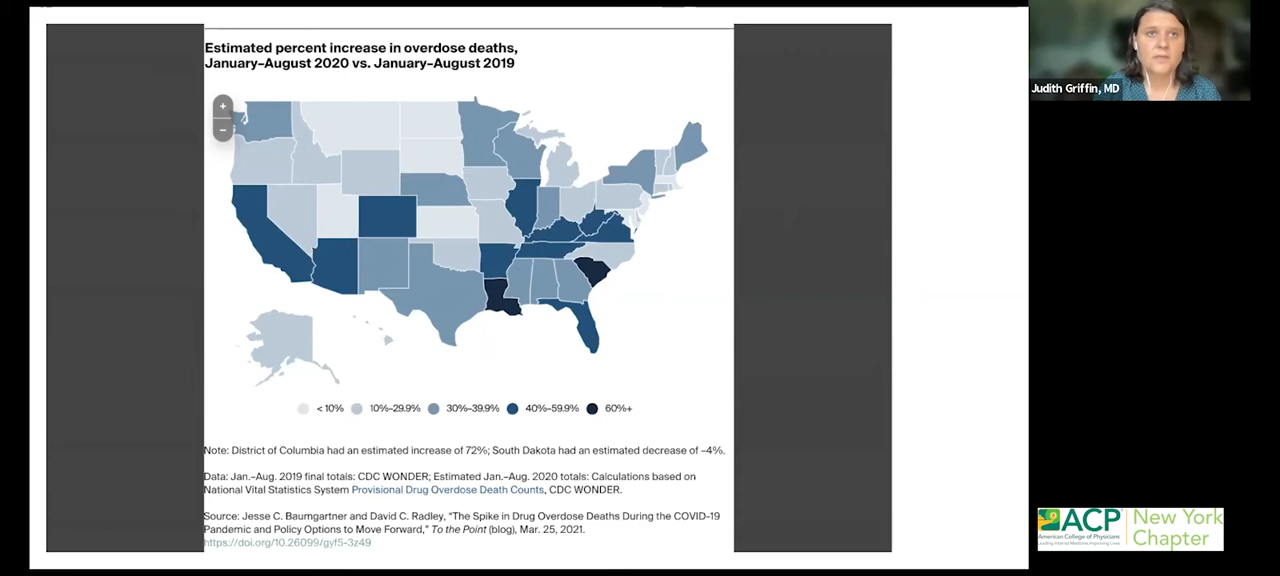 Estimated percent increase in overdose deaths,
January–August 2020 vs. January–August 2019
+
−
< 10%
10%–29.9%
30%–39.9%
40%–59.9%
60%+
Note: District of Columbia had an estimated increase of 72%; South Dakota had an estimated decrease of –4%.
Data: Jan.–Aug. 2019 final totals: CDC WONDER; Estimated Jan.–Aug. 2020 totals: Calculations based on
National Vital Statistics System Provisional Drug Overdose Death Counts, CDC WONDER.
Source: Jesse C. Baumgartner and David C. Radley, “The Spike in Drug Overdose Deaths During the COVID-19
Pandemic and Policy Options to Move Forward,” To the Point (blog), Mar. 25, 2021.
https://doi.org/10.26099/gyf5-3z49
Judith Griffin, MD
ACP
American College of Physicians
Leading Internal Medicine, Improving Lives
New York
Chapter